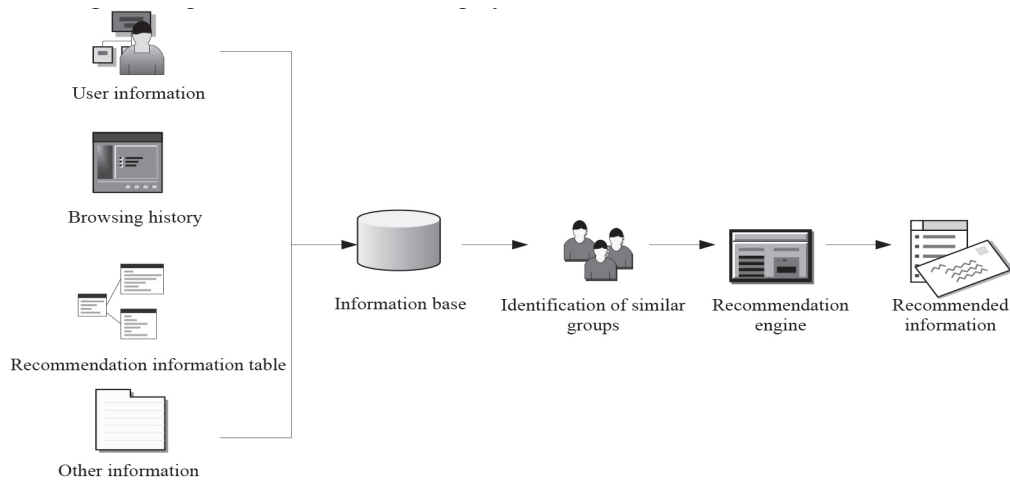 User information
Browsing history
Recommendation information table
Other information
Information base
Identification of similar
groups
Recommendation
engine
Recommended
information